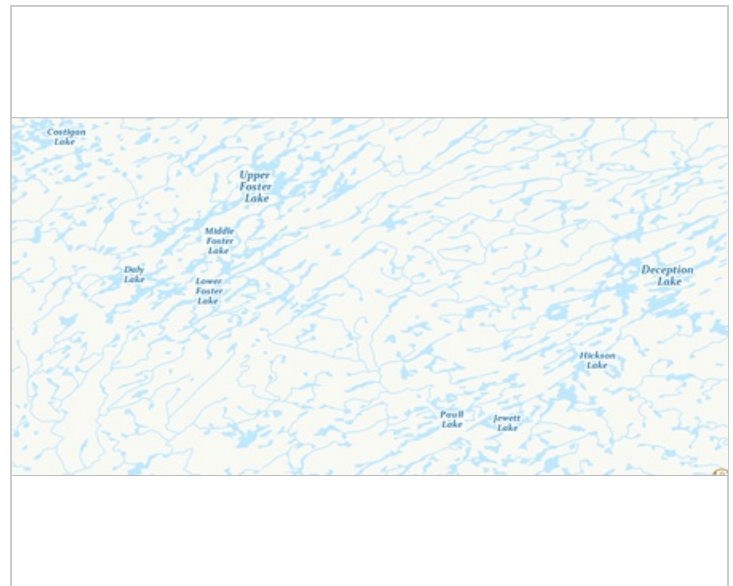 Costigan
Lake
Upper
Foster
Lake
Middle
Foster
Lake
Daly
Lake
Lower
Foster
Lake
Deception
Lake
Hickson
Lake
Paull
Lake
Jewett
Lake